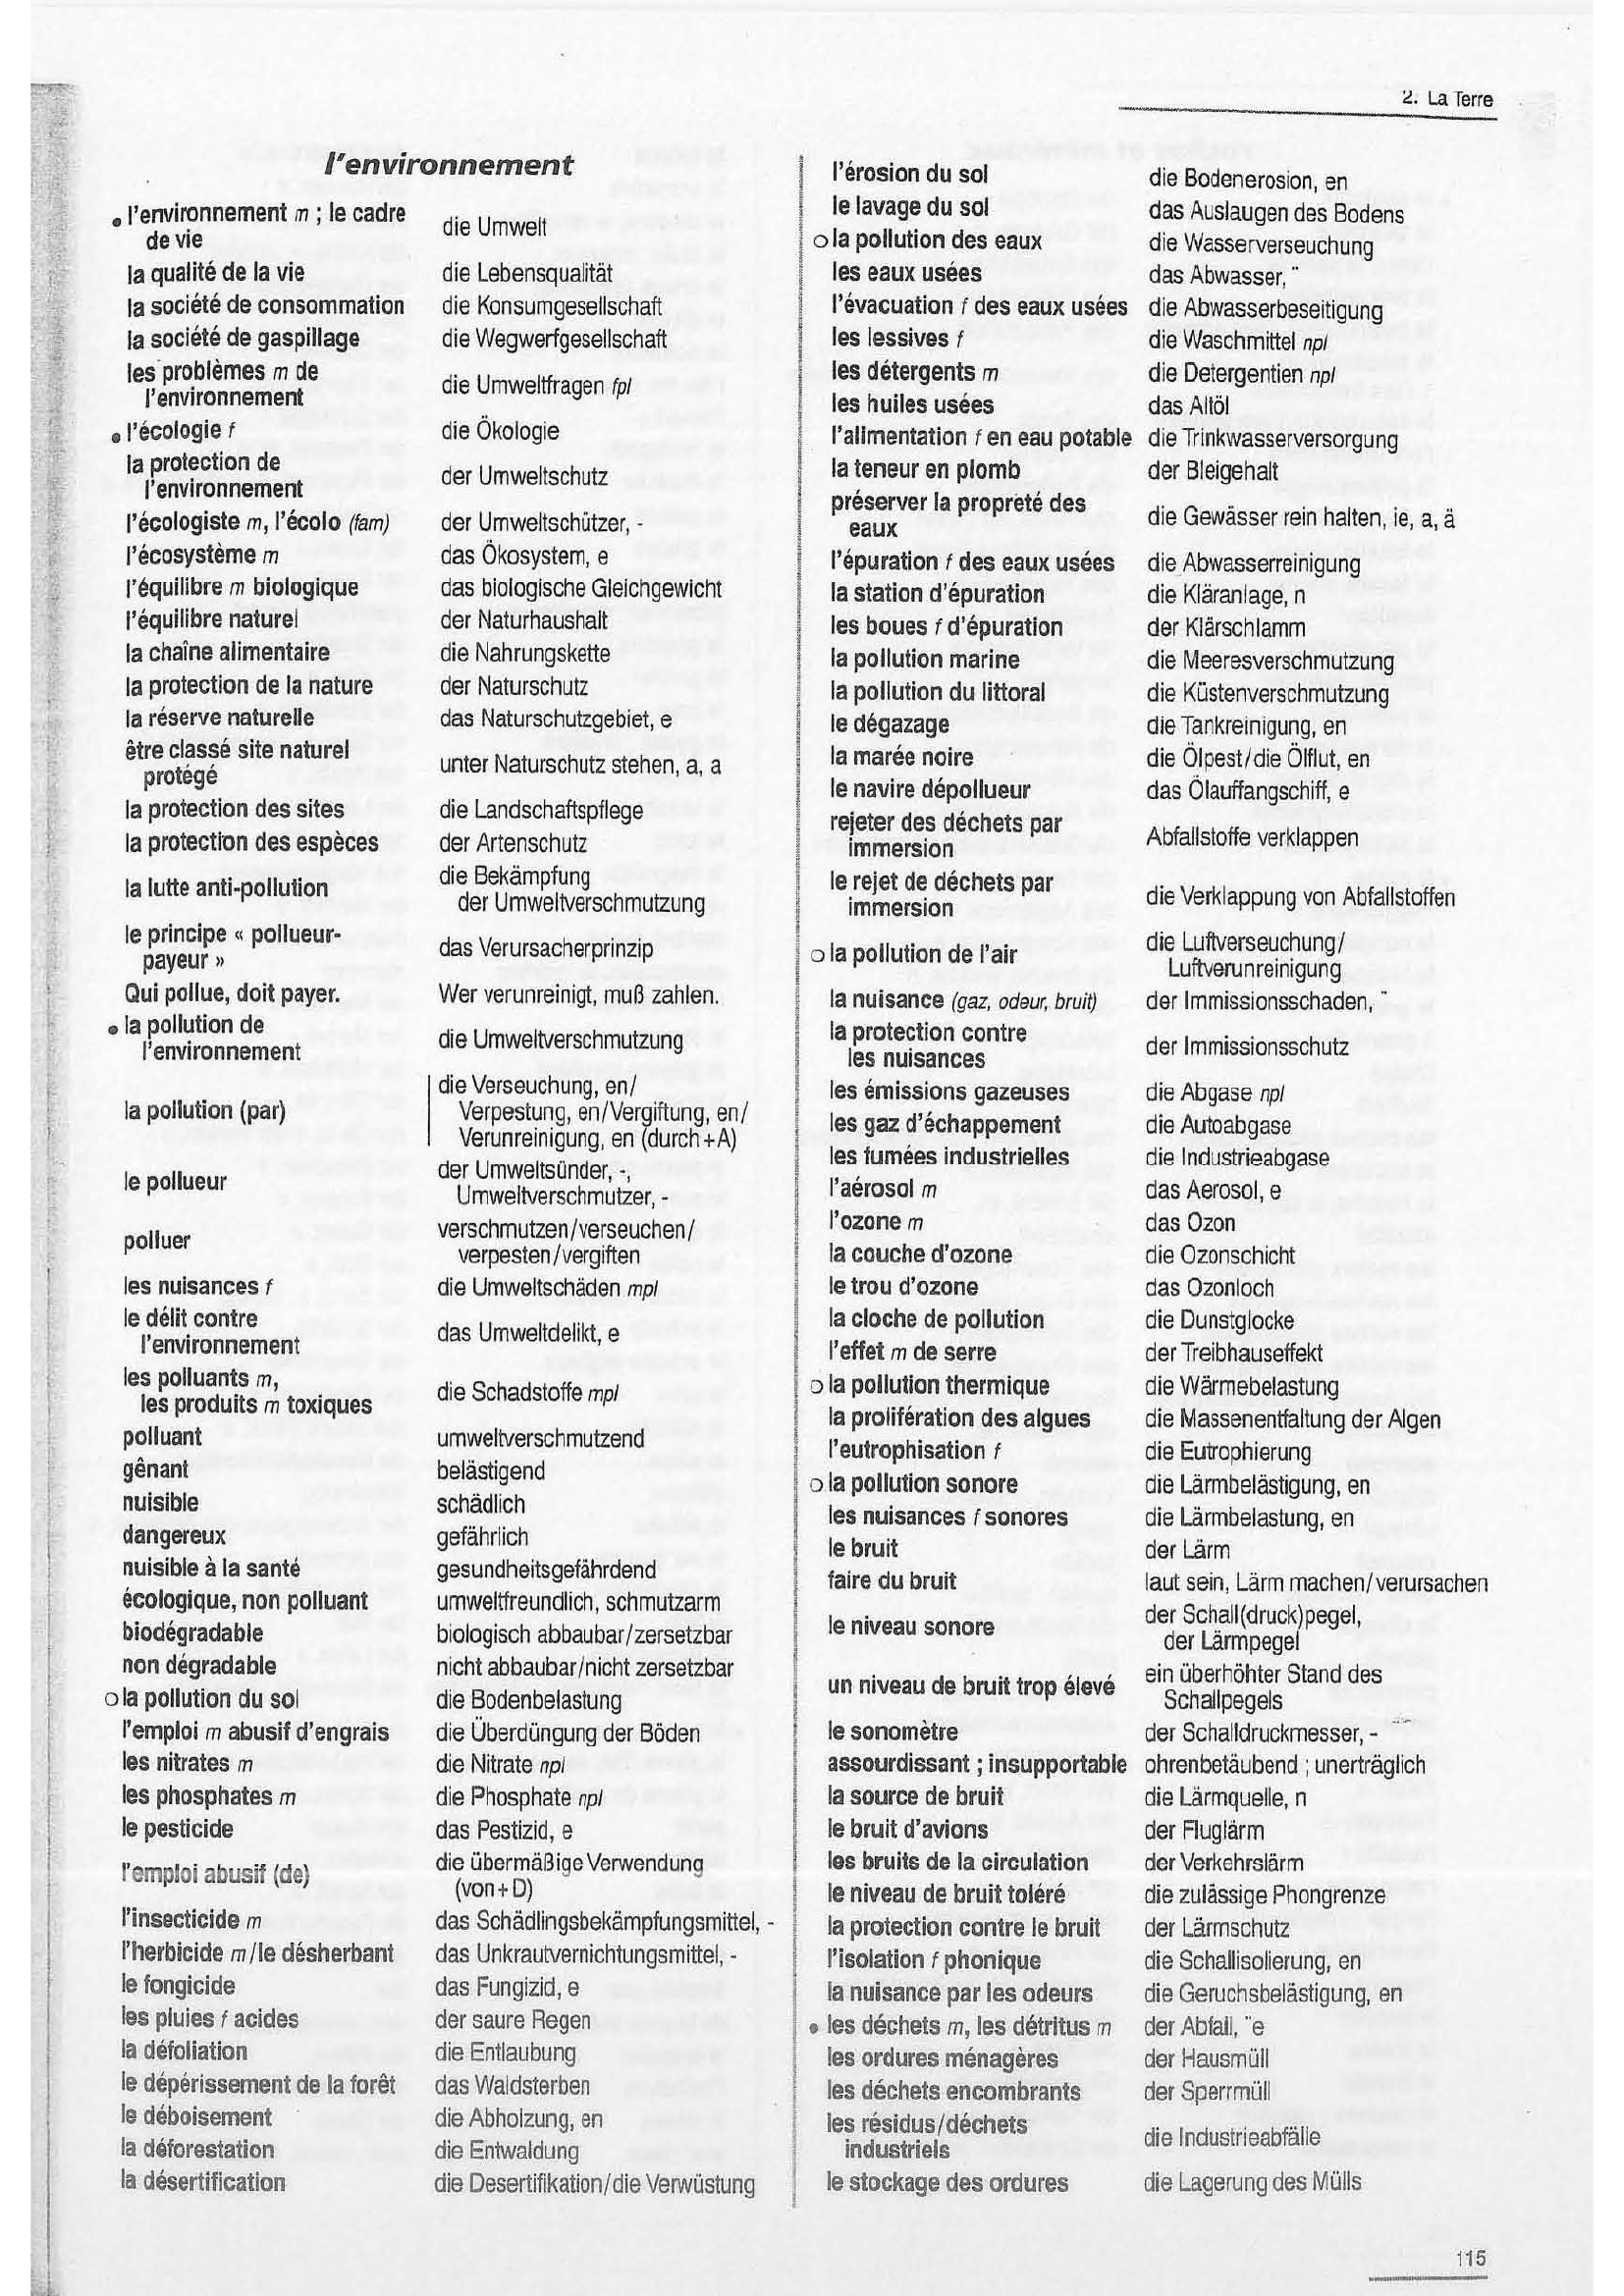 2. La Terre
l'environnement
l'environnement m ; le cadre
de vie
die Umwelt
la qualité de la vie die Lebensqualität
la société de consommation die Konsumgesellschaft
la société de gaspillage die Wegwerfgesellschaft
les problèmes m de
l'environnement
die Umweltfragen fpl
l'écologie f die Ökologie
la protection de
l'environnement
der Umweltschutz
l'écologiste m, l'écolo (fam) der Umweltschützer, -
l'écosystème m das Ökosystem, e
l'équilibre m biologique das biologische Gleichgewicht
l'équilibre naturel der Naturhaushalt
la chaîne alimentaire die Nahrungskette
la protection de la nature der Naturschutz
la réserve naturelle das Naturschutzgebiet, e
être classé site naturel
protégé
unter Naturschutz stehen, a, a
la protection des sites die Landschaftspflege
la protection des espèces der Artenschutz
la lutte anti-pollution
die Bekämpfung
der Umweltverschmutzung
le principe « pollueur-
payeur »
das Verursacherprinzip
Qui pollue, doit payer. Wer verunreinigt, muß zahlen.
la pollution de
l'environnement
die Umweltverschmutzung
la pollution (par)
die Verseuchung, en/
Verpestung, en/Vergiftung, en/
Verunreinigung, en (durch+A)
le pollueur
der Umweltsünder, -,
Umweltverschmutzer, -
polluer
verschmutzen/verseuchen/
verpesten/vergiften
les nuisances f die Umweltschäden mpl
le délit contre
l'environnement
das Umweltdelikt, e
les polluants m,
les produits m toxiques
die Schadstoffe mpl
polluant umweltverschmutzend
gênant belästigend
nuisible schädlich
dangereux gefährlich
nuisible à la santé gesundheitsgefährdend
écologique, non polluant umweltfreundlich, schmutzarm
biodégradable biologisch abbaubar/zersetzbar
non dégradable nicht abbaubar/nicht zersetzbar
la pollution du sol die Bodenbelastung
l'emploi m abusif d'engrais die Überdüngung der Böden
les nitrates m die Nitrate npl
les phosphates m die Phosphate npl
le pesticide das Pestizid, e
l'emploi abusif (de)
die übermäßige Verwendung
(von+D)
l'insecticide m das Schädlingsbekämpfungsmittel, -
l'herbicide m/le désherbant das Unkrautvernichtungsmittel, -
le fongicide das Fungizid, e
les pluies f acides der saure Regen
la défoliation die Entlaubung
le dépérissement de la forêt das Waldsterben
le déboisement die Abholzung, en
la déforestation die Entwaldung
la désertification die Desertifikation/die Verwüstung
l'érosion du sol die Bodenerosion, en
le lavage du sol das Auslaugen des Bodens
la pollution des eaux die Wasserverseuchung
les eaux usées das Abwasser, ¨
l'évacuation f des eaux usées die Abwasserbeseitigung
les lessives f die Waschmittel npl
les détergents m die Detergentien npl
les huiles usées das Altöl
l'alimentation f en eau potable die Trinkwasserversorgung
la teneur en plomb der Bleigehalt
préserver la propreté des
eaux
die Gewässer rein halten, ie, a, ä
l'épuration f des eaux usées die Abwasserreinigung
la station d'épuration die Kläranlage, n
les boues f d'épuration der Klärschlamm
la pollution marine die Meeresverschmutzung
la pollution du littoral die Küstenverschmutzung
le dégazage die Tankreinigung, en
la marée noire die Ölpest/die Ölflut, en
le navire dépollueur das Ölauffangschiff, e
rejeter des déchets par
immersion
Abfallstoffe verklappen
le rejet de déchets par
immersion
die Verklappung von Abfallstoffen
la pollution de l'air
die Luftverseuchung/
Luftverunreinigung
la nuisance (gaz, odeur, bruit) der Immissionsschaden, ¨
la protection contre
les nuisances
der Immissionsschutz
les émissions gazeuses die Abgase npl
les gaz d'échappement die Autoabgase
les fumées industrielles die Industrieabgase
l'aérosol m das Aerosol, e
l'ozone m das Ozon
la couche d'ozone die Ozonschicht
le trou d'ozone das Ozonloch
la cloche de pollution die Dunstglocke
l'effet m de serre der Treibhauseffekt
la pollution thermique die Wärmebelastung
la prolifération des algues die Massenentfaltung der Algen
l'eutrophisation f die Eutrophierung
la pollution sonore die Lärmbelästigung, en
les nuisances f sonores die Lärmbelastung, en
le bruit der Lärm
faire du bruit laut sein, Lärm machen/verursachen
le niveau sonore
der Schall(druck)pegel,
der Lärmpegel
un niveau de bruit trop élevé
ein überhöhter Stand des
Schallpegels
le sonomètre der Schalldruckmesser, -
assourdissant ; insupportable ohrenbetäubend ; unerträglich
la source de bruit die Lärmquelle, n
le bruit d'avions der Fluglärm
les bruits de la circulation der Verkehrslärm
le niveau de bruit toléré die zulässige Phongrenze
la protection contre le bruit der Lärmschutz
l'isolation f phonique die Schallisolierung, en
la nuisance par les odeurs die Geruchsbelästigung, en
les déchets m, les détritus m der Abfall, ¨e
les ordures ménagères der Hausmüll
les déchets encombrants der Sperrmüll
les résidus/déchets
industriels
die Industrieabfälle
le stockage des ordures die Lagerung des Mülls
115